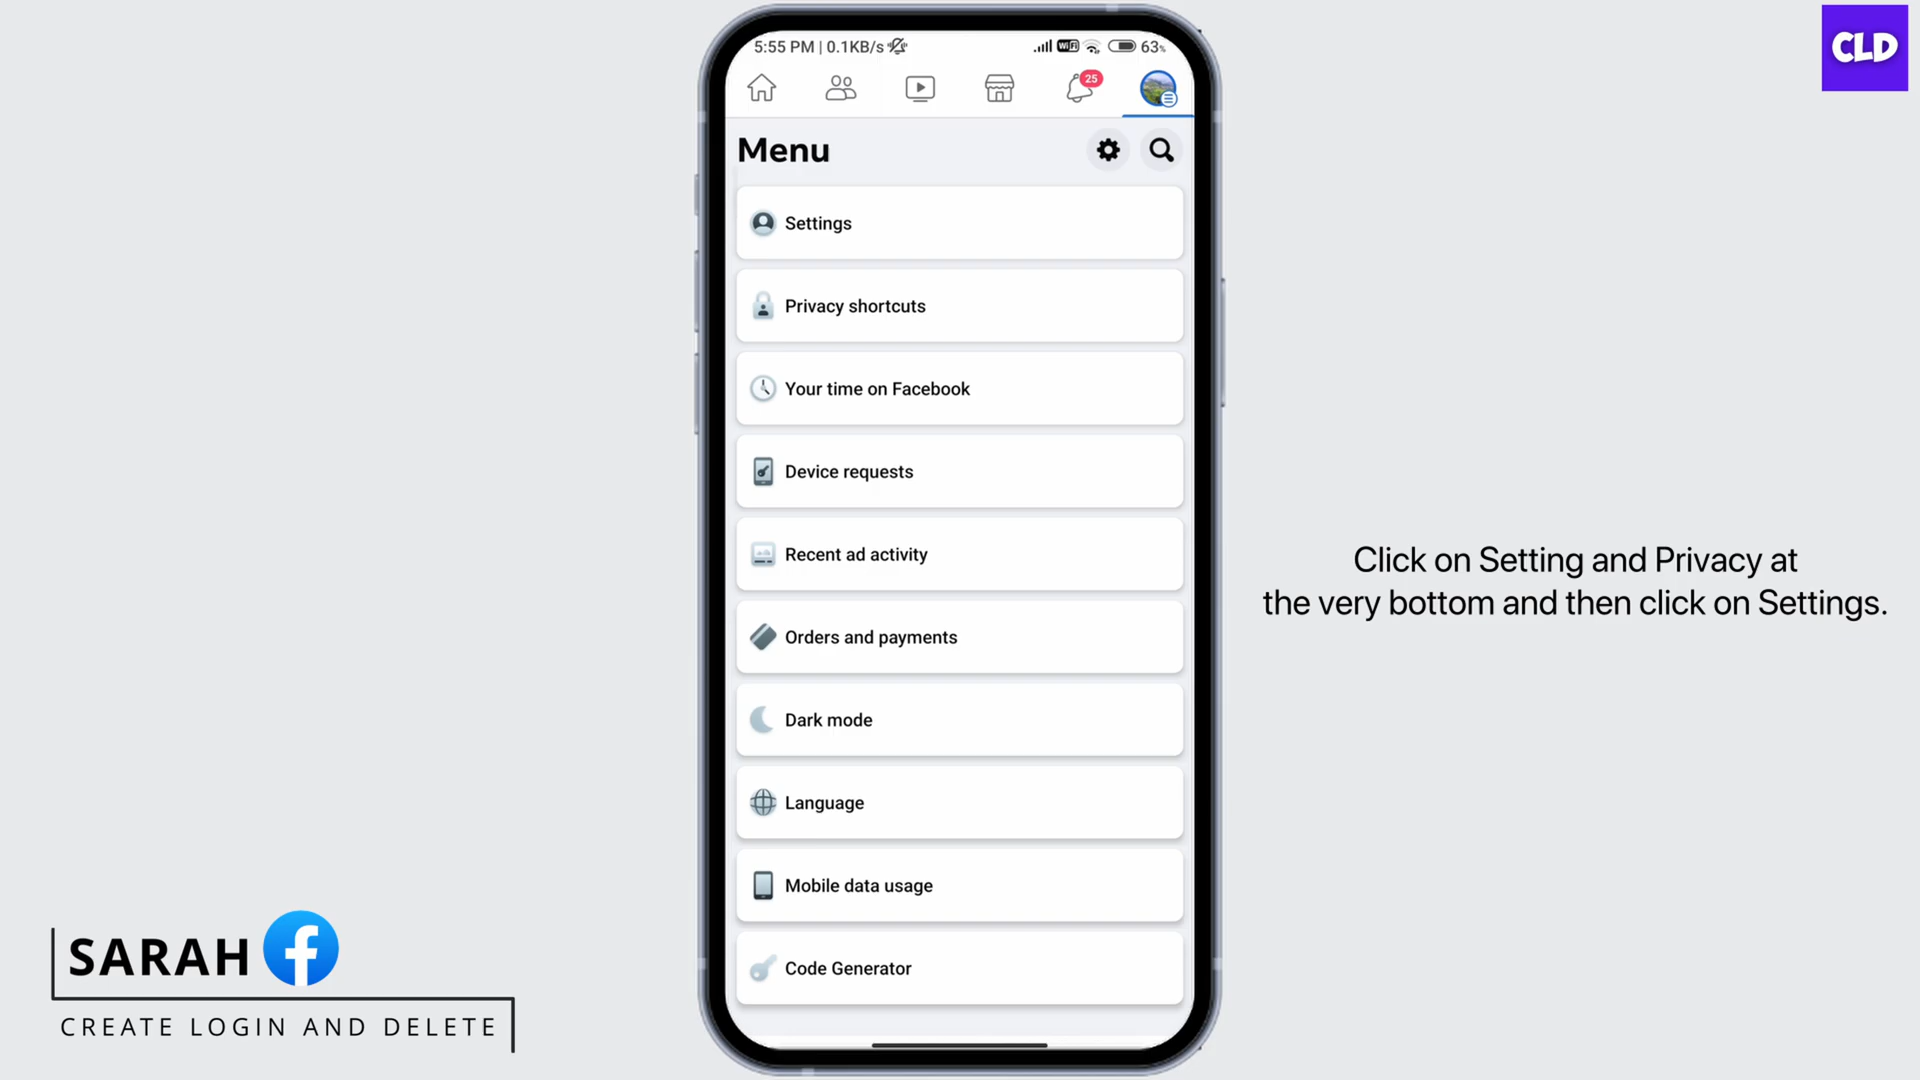 CLD
5:55 PM | 0.1KB/s
WiFi
63%
25
Menu
Settings
Privacy shortcuts
Your time on Facebook
Device requests
Recent ad activity
Orders and payments
Dark mode
Language
Mobile data usage
Code Generator
Click on Setting and Privacy at
the very bottom and then click on Settings.
SARAH
CREATE LOGIN AND DELETE